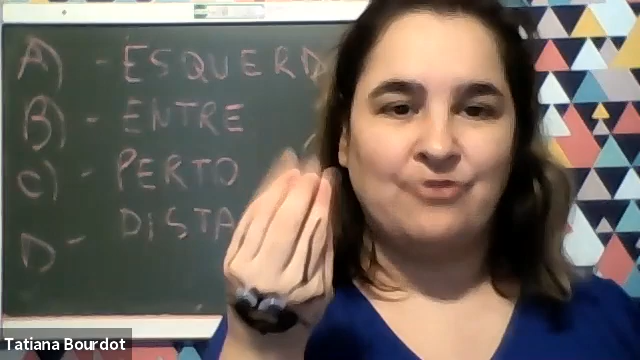 A) - ESQUERD
B) - ENTRE
C) - PERTO
D - DISTA
Tatiana Bourdot